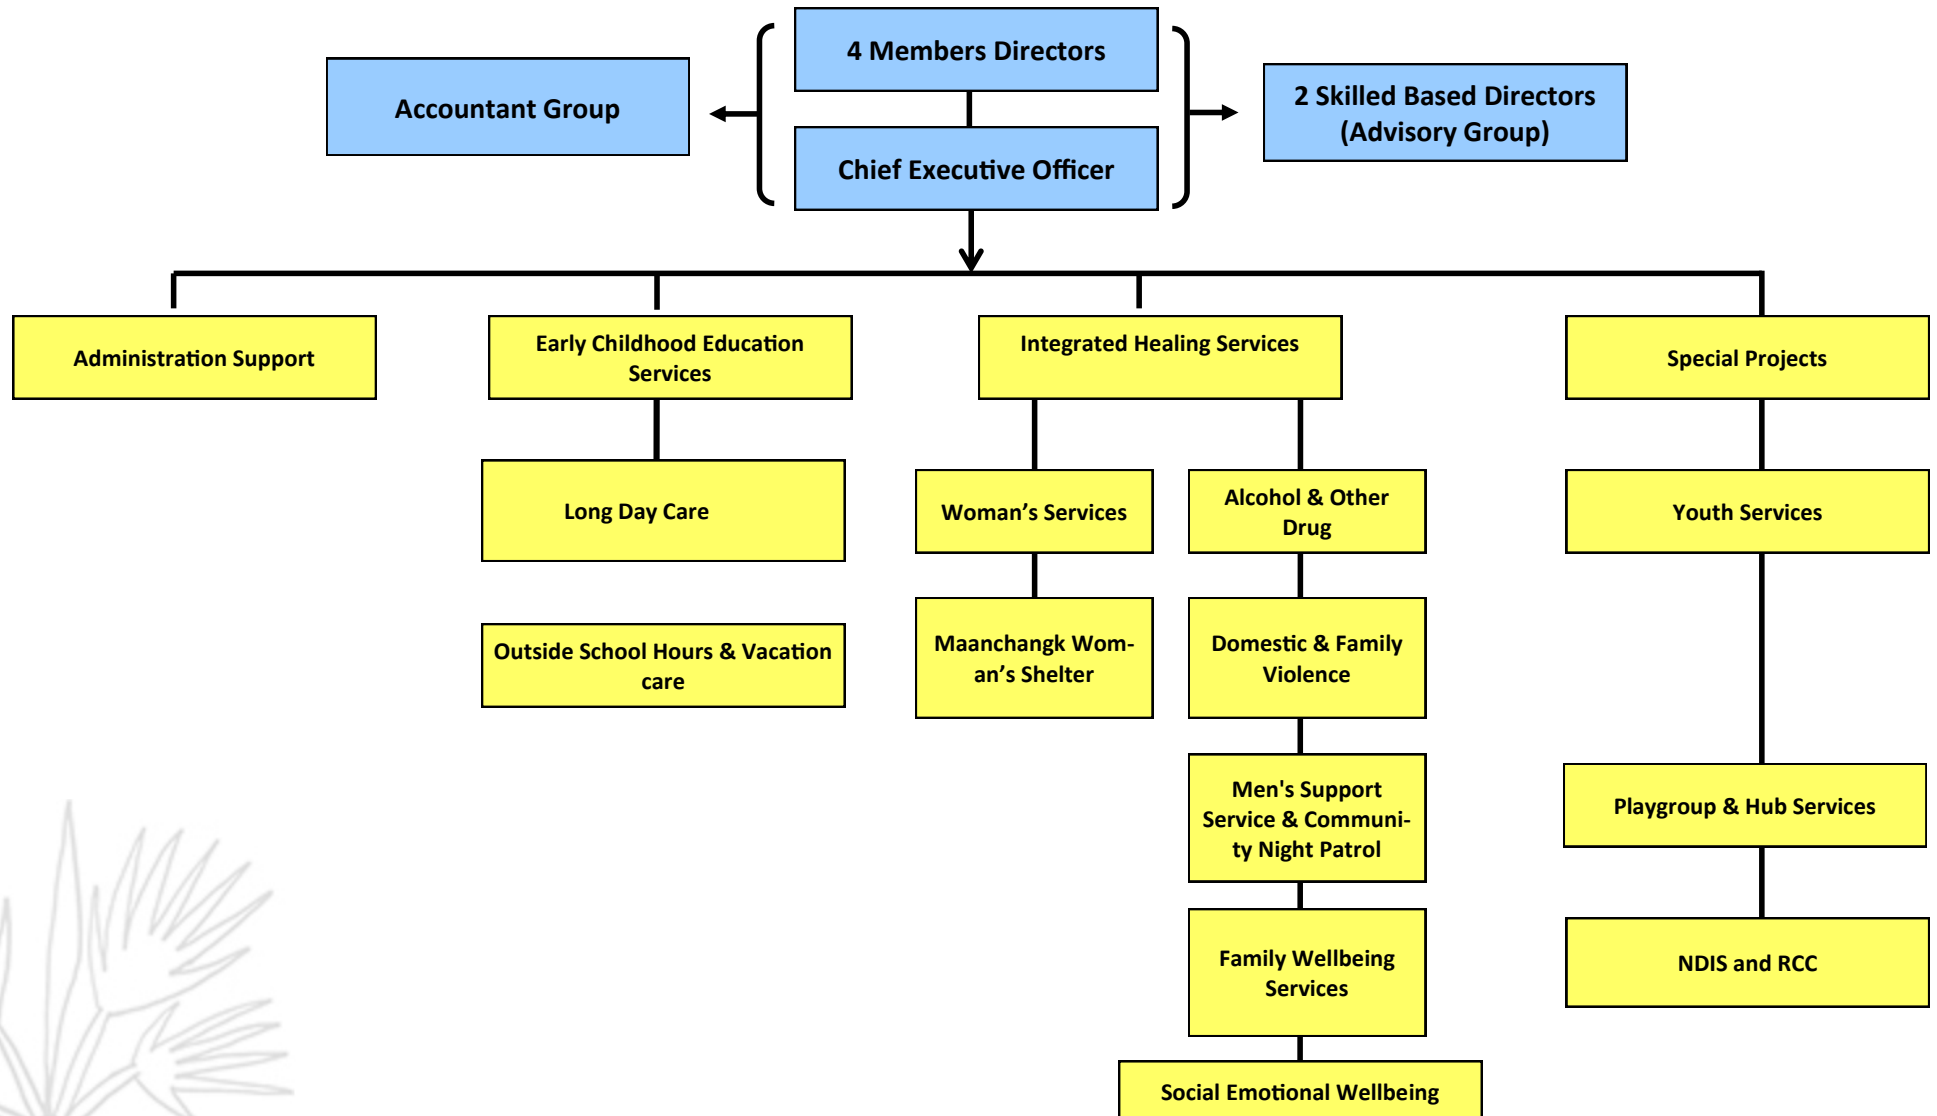 4 Members Directors
Accountant Group
2 Skilled Based Directors
(Advisory Group)
Chief Executive Officer
Administration Support
Early Childhood Education
Services
Integrated Healing Services
Special Projects
Long Day Care
Woman’s Services
Alcohol & Other
Drug
Youth Services
Outside School Hours & Vacation
care
Maanchangk Wom-
an’s Shelter
Domestic & Family
Violence
Men's Support
Service & Communi-
ty Night Patrol
Playgroup & Hub Services
Family Wellbeing
Services
NDIS and RCC
Social Emotional Wellbeing